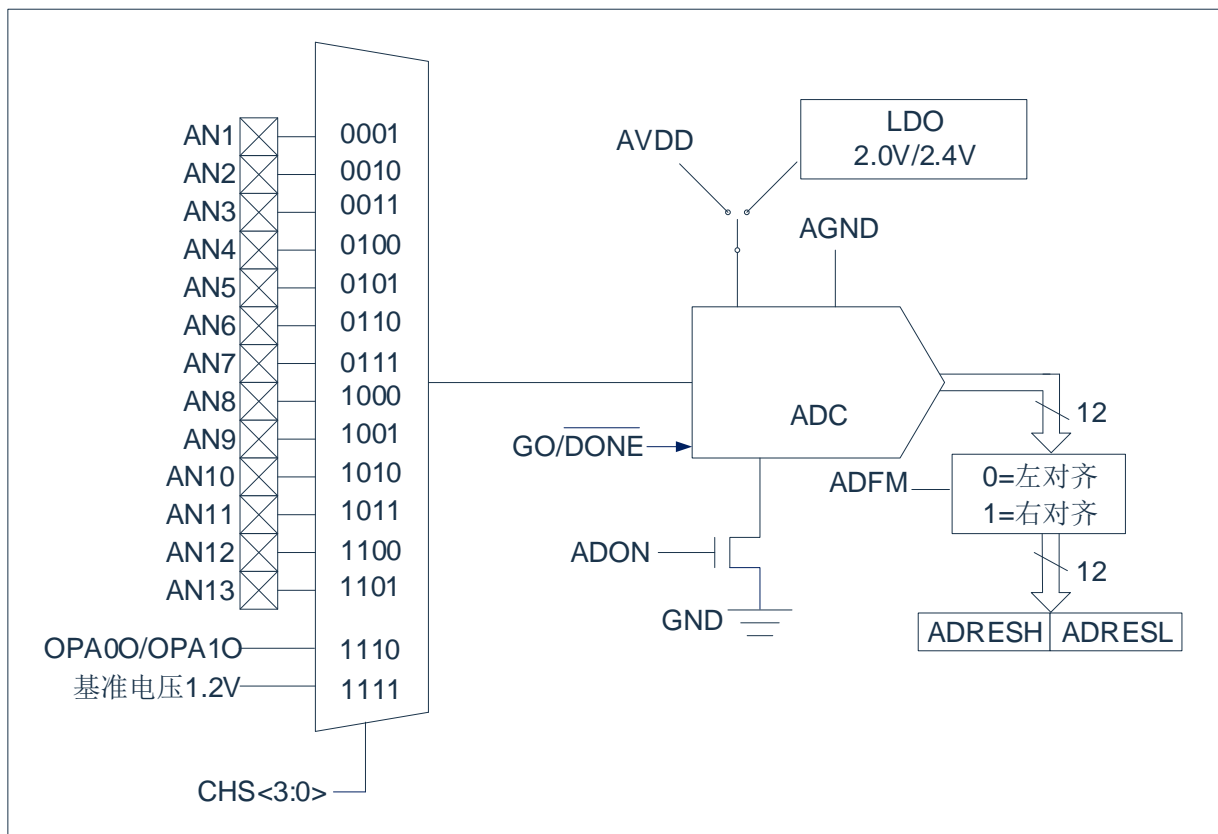 AN1 0001
AN2 0010
AN3 0011
AN4 0100
AN5 0101
AN6 0110
AN7 0111
AN8 1000
AN9 1001
AN10 1010
AN11 1011
AN12 1100
AN13 1101
OPA0O/OPA1O 1110
基准电压1.2V 1111
CHS<3:0>
AVDD
LDO
2.0V/2.4V
AGND
ADC
GO/DONE
ADON
GND
12
ADFM
0=左对齐
1=右对齐
12
ADRESH ADRESL